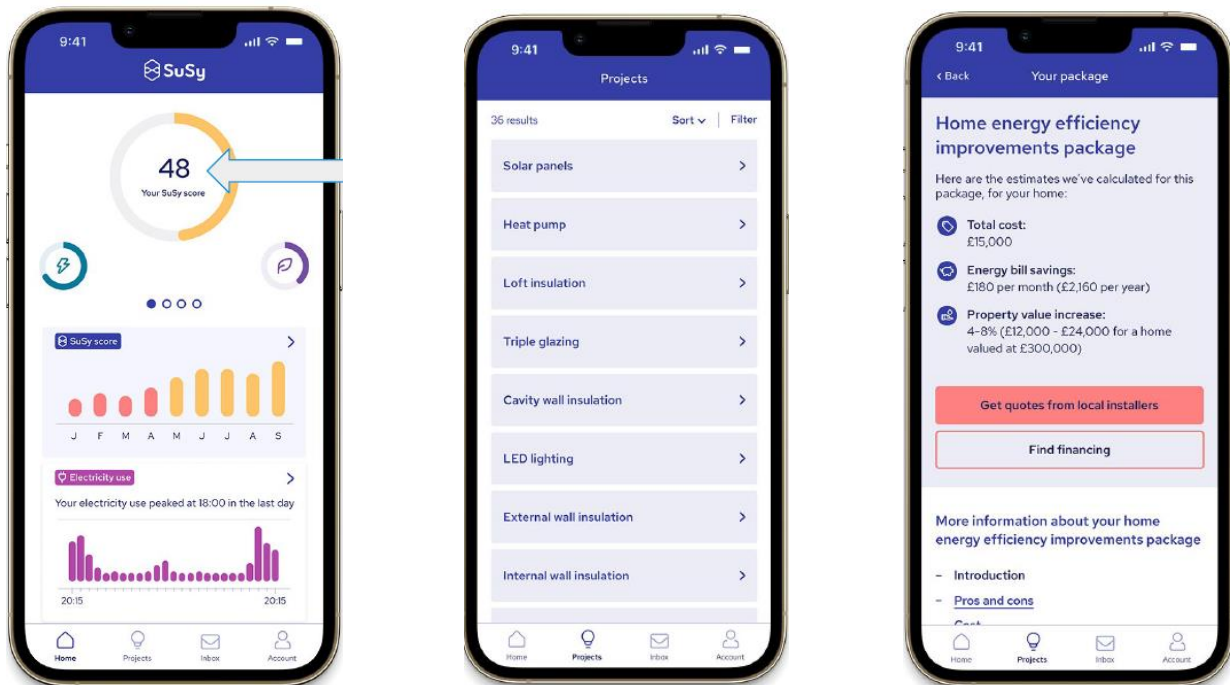 9:41
SuSy
48
Your SuSy score
SuSy score
J F M A M J J A S
Electricity use
Your electricity use peaked at 18:00 in the last day
20:15 20:15
Home Projects Inbox Account
9:41
Projects
36 results Sort Filter
Solar panels
Heat pump
Loft insulation
Triple glazing
Cavity wall insulation
LED lighting
External wall insulation
Internal wall insulation
Home Projects Inbox Account
9:41
Back Your package
Home energy efficiency
improvements package
Here are the estimates we've calculated for this
package, for your home:
Total cost:
£15,000
Energy bill savings:
£180 per month (£2,160 per year)
Property value increase:
4-8% (£12,000 - £24,000 for a home
valued at £300,000)
Get quotes from local installers
Find financing
More information about your home
energy efficiency improvements package
- Introduction
- Pros and cons
Home Projects Inbox Account